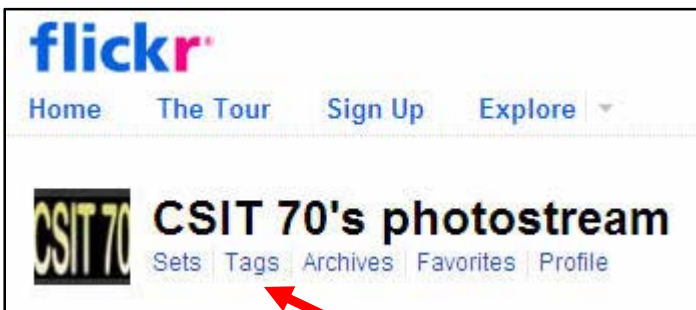 flickr
Home The Tour Sign Up Explore
CSIT 70
CSIT 70's photostream
Sets Tags Archives Favorites Profile